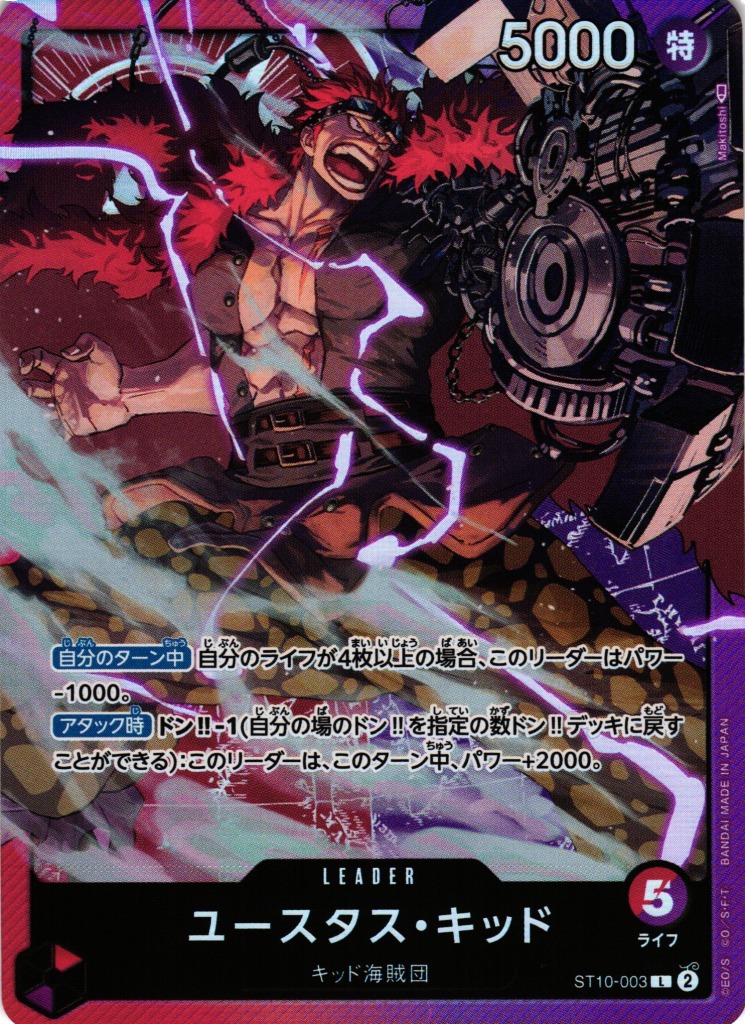 5000 特
Makitoshi
自分のターン中 自分のライフが4枚以上の場合、このリーダーはパワー
-1000。
アタック時 ドン!!-1(自分の場のドン!!を指定の数ドン!!デッキに戻す
ことができる):このリーダーは、このターン中、パワー+2000。
LEADER
ユースタス・キッド
キッド海賊団
5
ライフ
ST10-003 L 2
©E.O/S ©O/S・F・T BANDAI MADE IN JAPAN